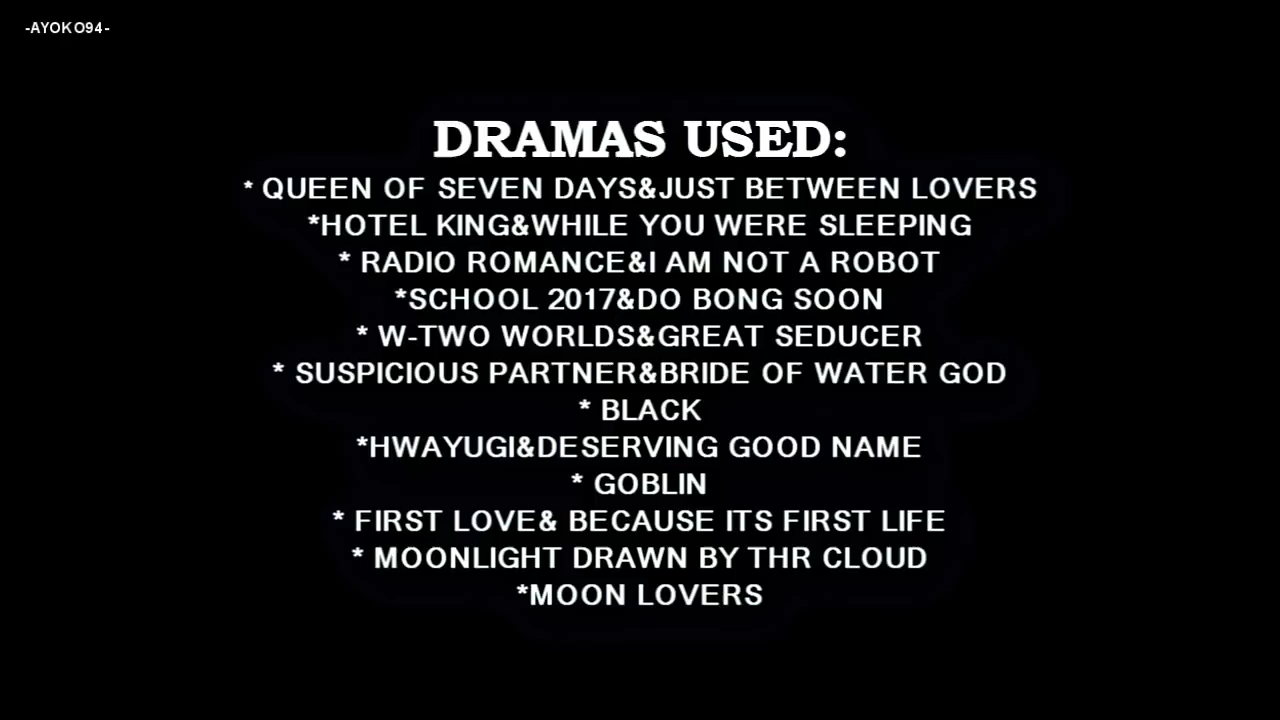 -AYOKO94-
DRAMAS USED:
* QUEEN OF SEVEN DAYS&JUST BETWEEN LOVERS
*HOTEL KING&WHILE YOU WERE SLEEPING
* RADIO ROMANCE&I AM NOT A ROBOT
*SCHOOL 2017&DO BONG SOON
* W-TWO WORLDS&GREAT SEDUCER
* SUSPICIOUS PARTNER&BRIDE OF WATER GOD
* BLACK
*HWAYUGI&DESERVING GOOD NAME
* GOBLIN
* FIRST LOVE& BECAUSE ITS FIRST LIFE
* MOONLIGHT DRAWN BY THR CLOUD
*MOON LOVERS